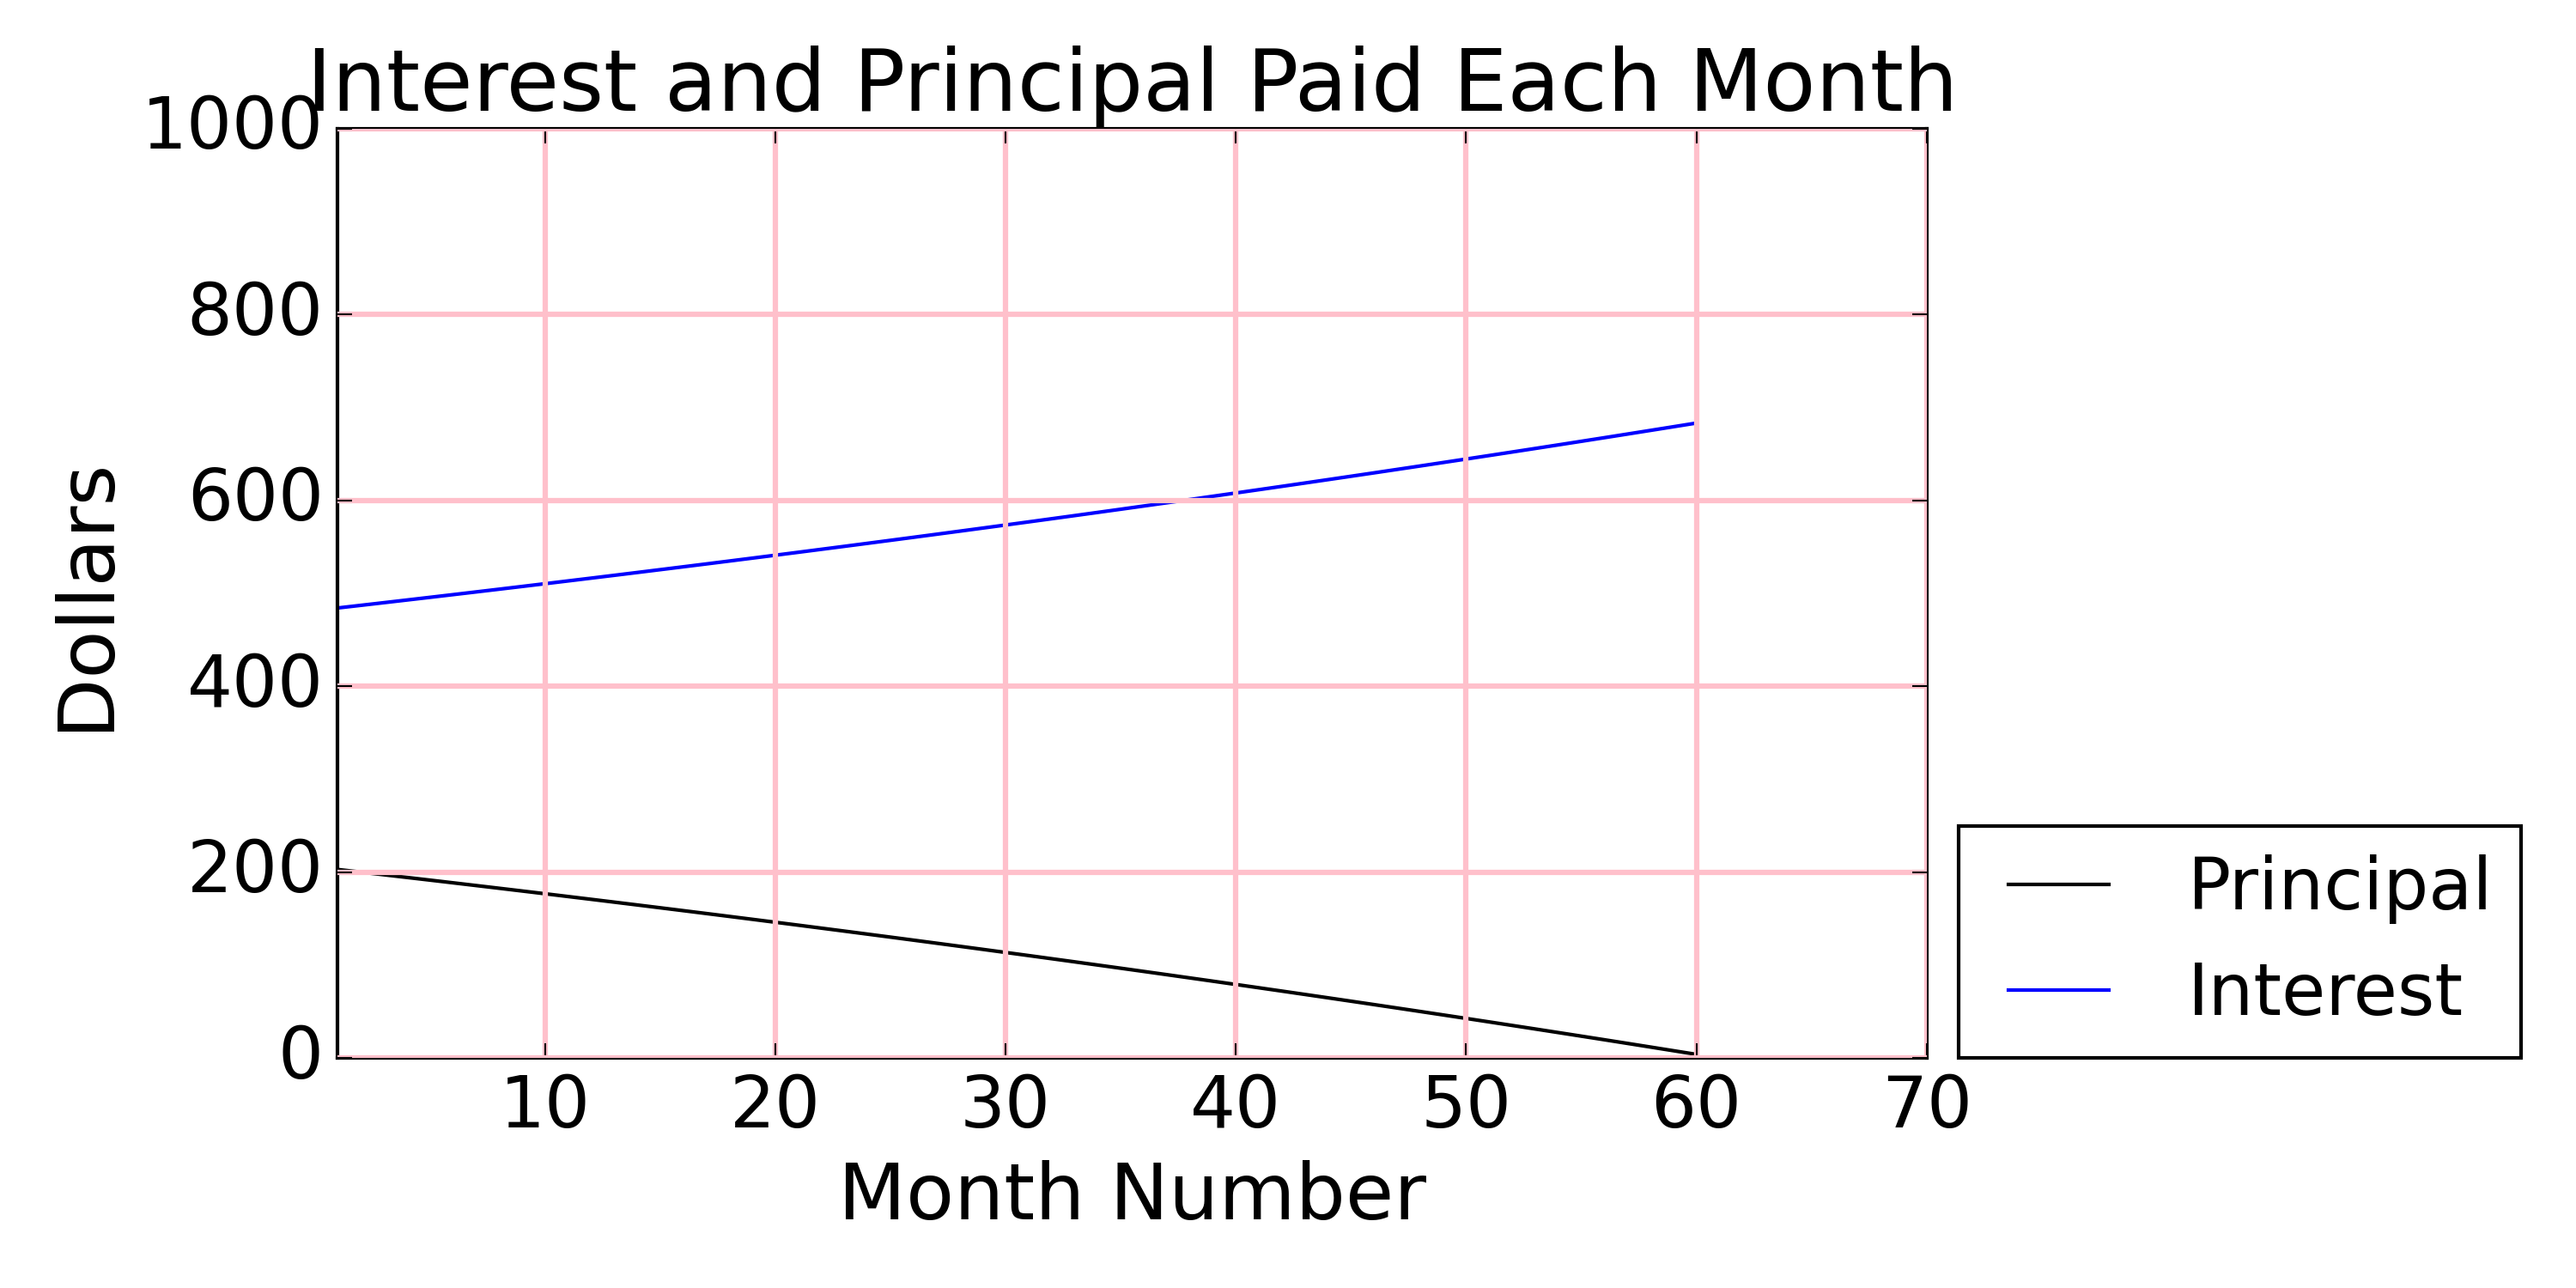 Interest and Principal Paid Each Month
1000
800
600
400
200
0
Dollars
10 20 30 40 50 60 70
Month Number
Principal
Interest